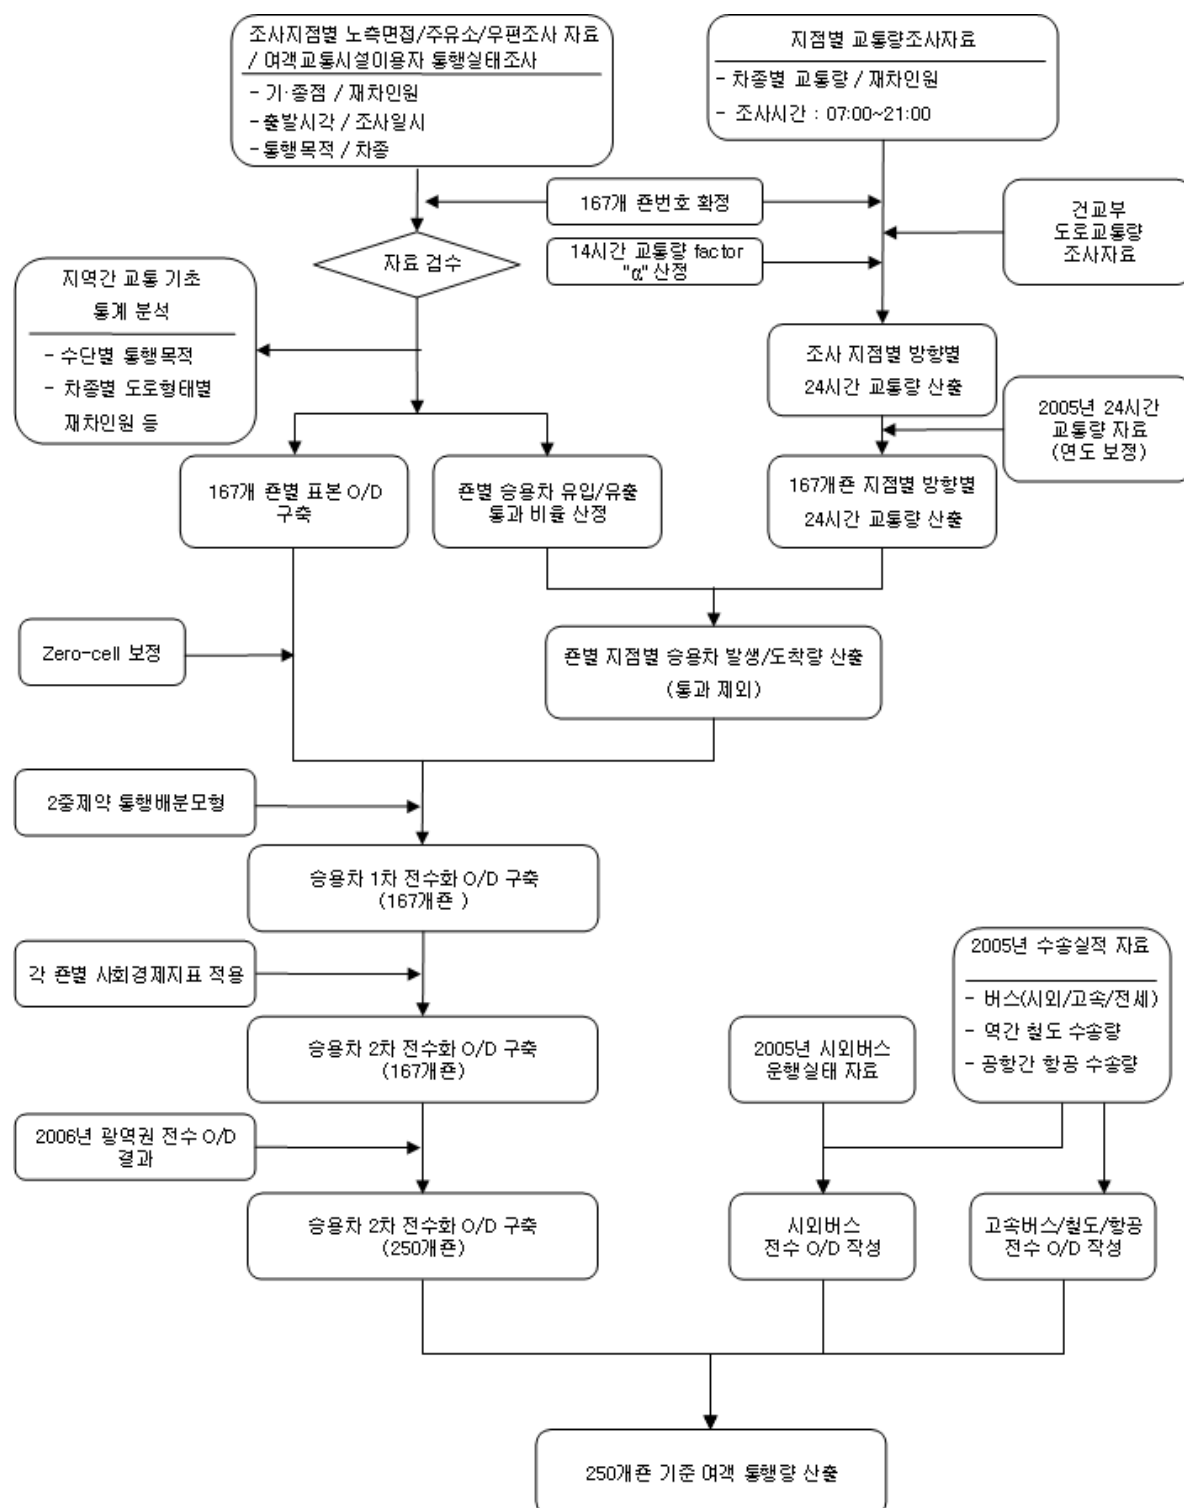 조사지점별 노측면접/주유소/우편조사 자료
/ 여객교통시설이용자 통행실태조사
- 기·종점 / 재차인원
- 출발시각 / 조사일시
- 통행목적 / 차종
지점별 교통량조사자료
- 차종별 교통량 / 재차인원
- 조사시간 : 07:00~21:00
167개 죤번호 확정
건교부
도로교통량
조사자료
14시간 교통량 factor
"α" 산정
자료 검수
지역간 교통 기초
통계 분석
- 수단별 통행목적
- 차종별 도로형태별
재차인원 등
조사 지점별 방향별
24시간 교통량 산출
2005년 24시간
교통량 자료
(연도 보정)
167개 죤별 표본 O/D
구축
죤별 승용차 유입/유출
통과 비율 산정
167개죤 지점별 방향별
24시간 교통량 산출
Zero-cell 보정
죤별 지점별 승용차 발생/도착량 산출
(통과 제외)
2중제약 통행배분모형
승용차 1차 전수화 O/D 구축
(167개죤 )
각 죤별 사회경제지표 적용
2005년 수송실적 자료
- 버스(시외/고속/전세)
- 역간 철도 수송량
- 공항간 항공 수송량
승용차 2차 전수화 O/D 구축
(167개죤)
2005년 시외버스
운행실태 자료
2006년 광역권 전수 O/D
결과
승용차 2차 전수화 O/D 구축
(250개죤)
시외버스
전수 O/D 작성
고속버스/철도/항공
전수 O/D 작성
250개죤 기준 여객 통행량 산출